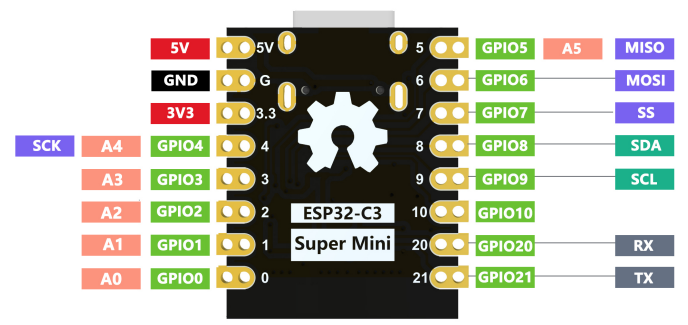 5V 5V 5 GPIO5 A5 MISO
GND G 6 GPIO6 MOSI
3V3 3.3 7 GPIO7 SS
SCK A4 GPIO4 4 8 GPIO8 SDA
A3 GPIO3 3 9 GPIO9 SCL
A2 GPIO2 2 ESP32-C3 10 GPIO10
A1 GPIO1 1 Super Mini 20 GPIO20 RX
A0 GPIO0 0 21 GPIO21 TX